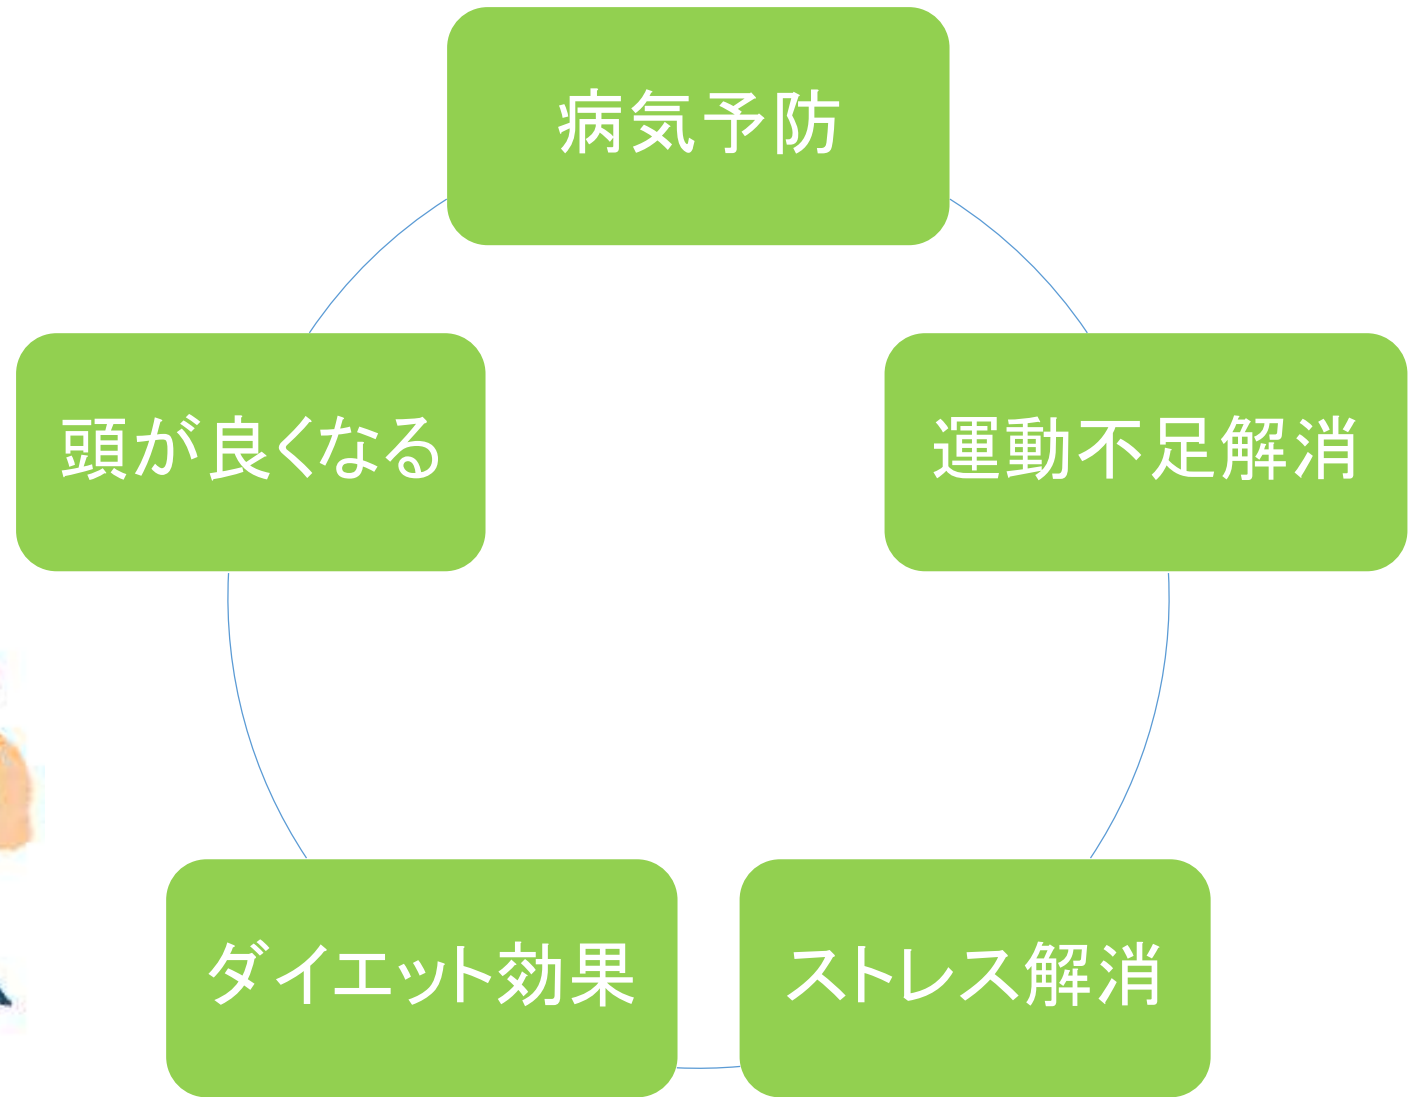 病気予防
頭が良くなる
運動不足解消
ダイエット効果
ストレス解消